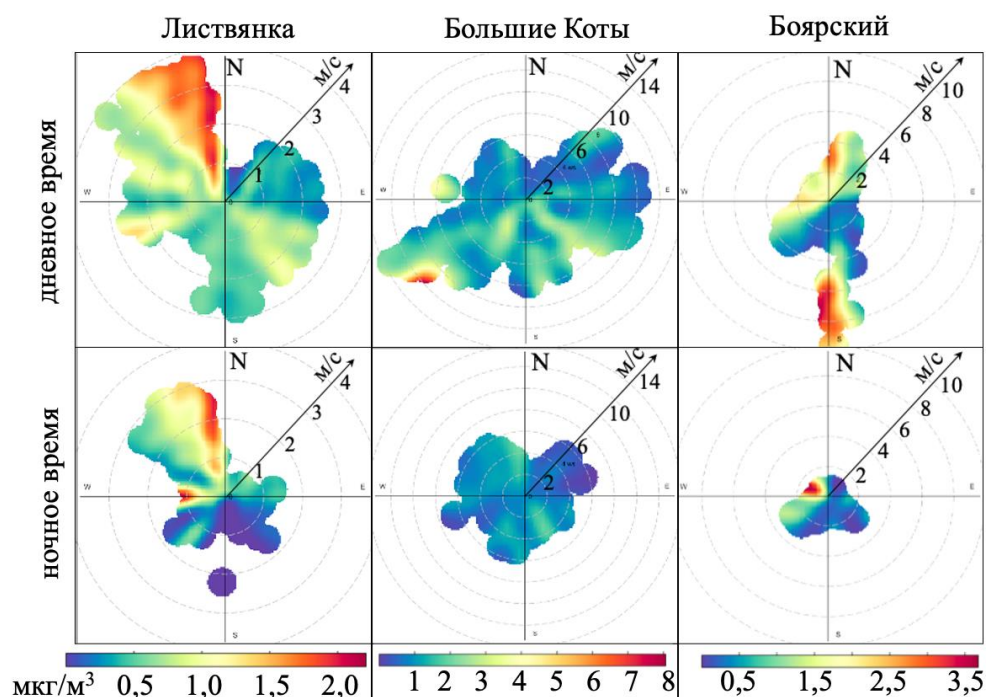 Листвянка Большие Коты Боярский
дневное время
N м/с 4 3 2 1 W E S
N м/с 14 10 6 2 W E S
N м/с 10 8 6 4 2 W E S
ночное время
N м/с 4 3 2 1 W E S
N м/с 14 10 6 2 W E S
N м/с 10 8 6 4 2 W E S
мкг/м³ 0,5 1,0 1,5 2,0
1 2 3 4 5 6 7 8
0,5 1,5 2,5 3,5